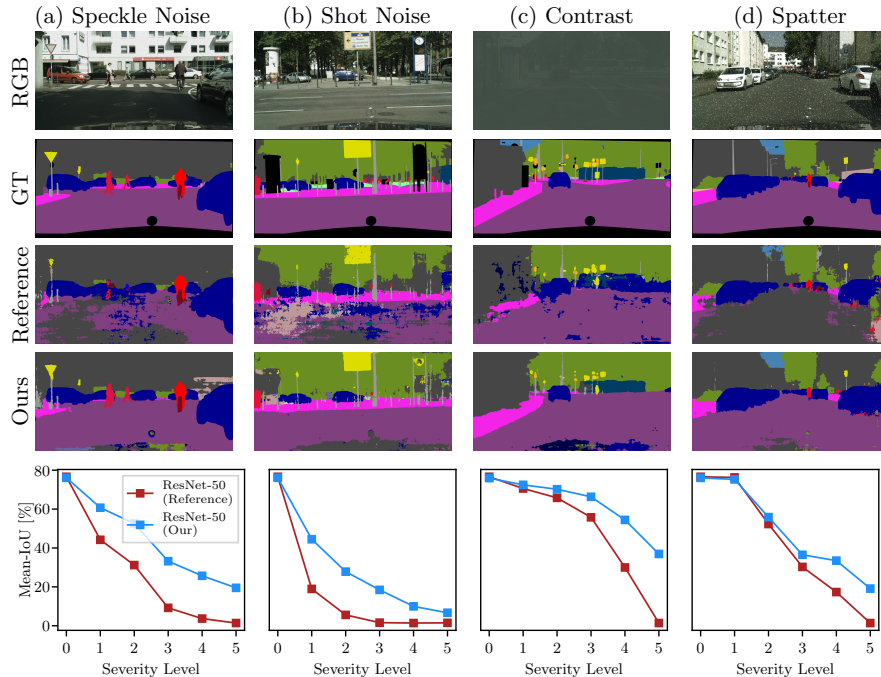 (a) Speckle Noise (b) Shot Noise (c) Contrast (d) Spatter
RGB
GT
Reference
Ours
80
60
40
20
0
Mean-IoU [%]
ResNet-50
(Reference)
ResNet-50
(Our)
0 1 2 3 4 5
0 1 2 3 4 5
0 1 2 3 4 5
0 1 2 3 4 5
Severity Level
Severity Level
Severity Level
Severity Level